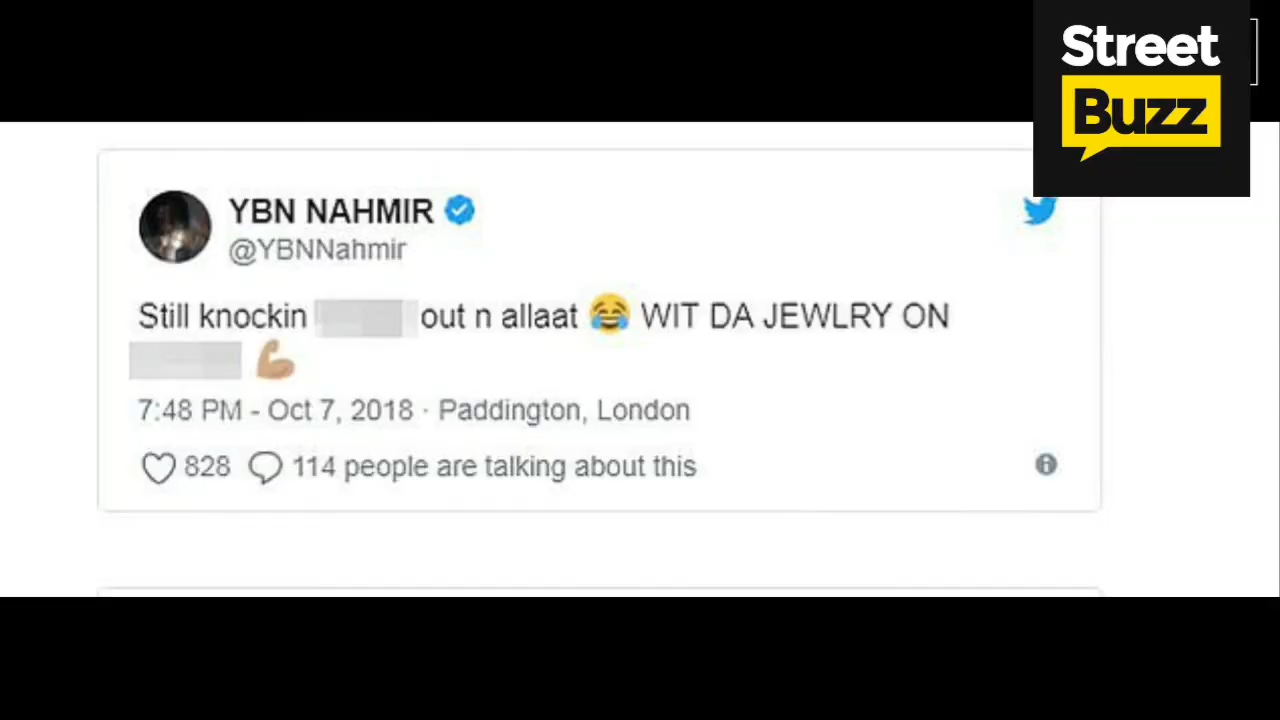 Street
Buzz
YBN NAHMIR
@YBNNahmir
Still knockin out n allaat 😂 WIT DA JEWLRY ON
💪🏽
7:48 PM - Oct 7, 2018 · Paddington, London
828 114 people are talking about this